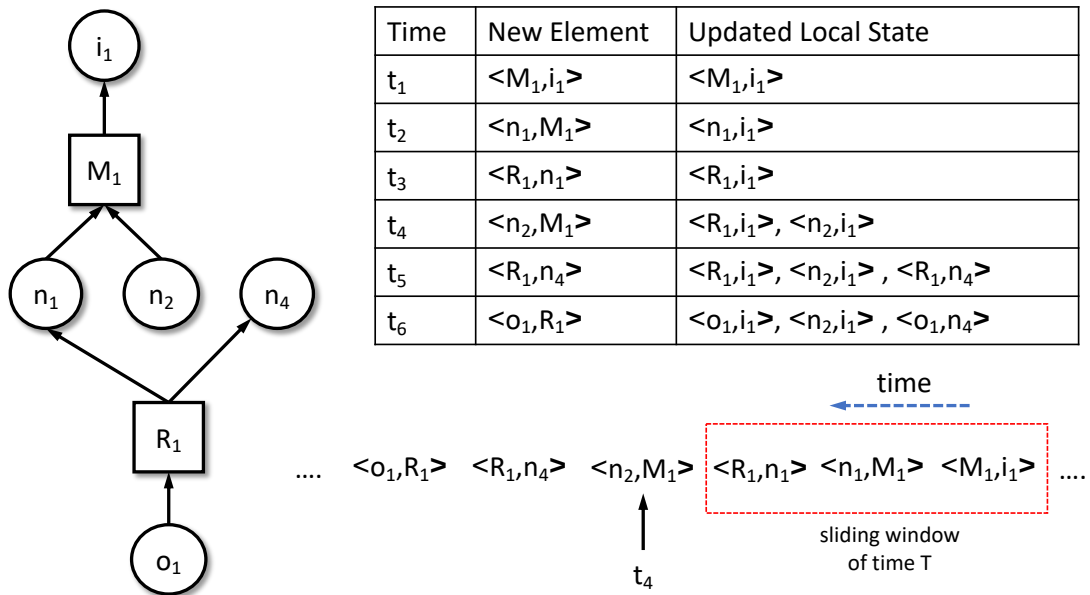 i₁
M₁
n₁ n₂ n₄
R₁
o₁
Time New Element Updated Local State
t₁ <M₁,i₁> <M₁,i₁>
t₂ <n₁,M₁> <n₁,i₁>
t₃ <R₁,n₁> <R₁,i₁>
t₄ <n₂,M₁> <R₁,i₁>, <n₂,i₁>
t₅ <R₁,n₄> <R₁,i₁>, <n₂,i₁> , <R₁,n₄>
t₆ <o₁,R₁> <o₁,i₁>, <n₂,i₁> , <o₁,n₄>
time
.... <o₁,R₁> <R₁,n₄> <n₂,M₁> <R₁,n₁> <n₁,M₁> <M₁,i₁> ....
sliding window
of time T
t₄